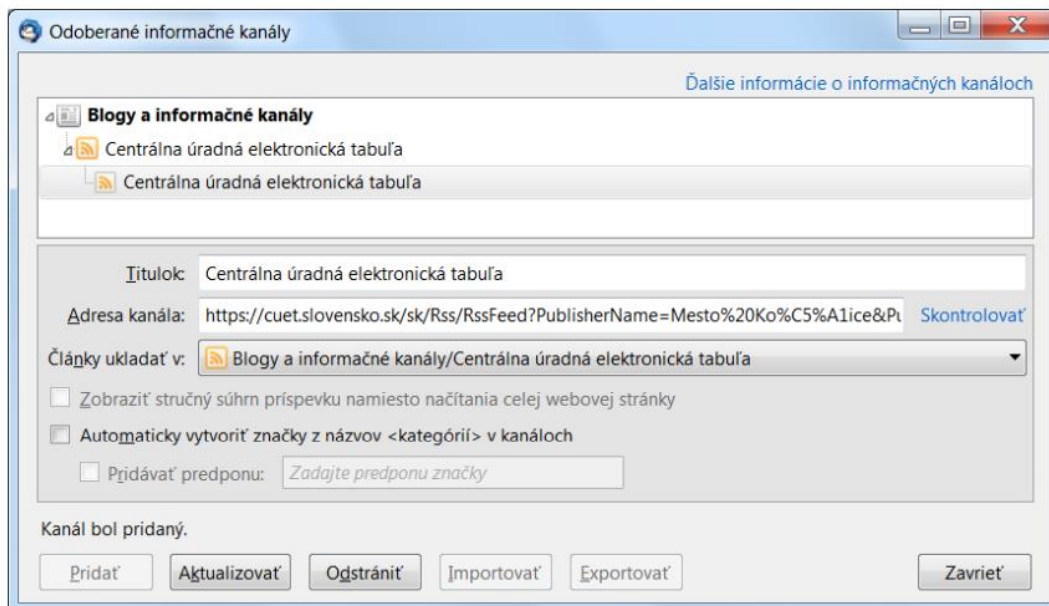 Odoberané informačné kanály
Ďalšie informácie o informačných kanáloch
Blogy a informačné kanály
Centrálna úradná elektronická tabuľa
Centrálna úradná elektronická tabuľa
Titulok: Centrálna úradná elektronická tabuľa
Adresa kanála: https://cuet.slovensko.sk/sk/Rss/RssFeed?PublisherName=Mesto%20Ko%C5%A1ice&Pu Skontrolovať
Články ukladať v: Blogy a informačné kanály/Centrálna úradná elektronická tabuľa
Zobraziť stručný súhrn príspevku namiesto načítania celej webovej stránky
Automaticky vytvoriť značky z názvov <kategórií> v kanáloch
Pridávať predponu: Zadajte predponu značky
Kanál bol pridaný.
Pridať Aktualizovať Odstrániť Importovať Exportovať Zavrieť